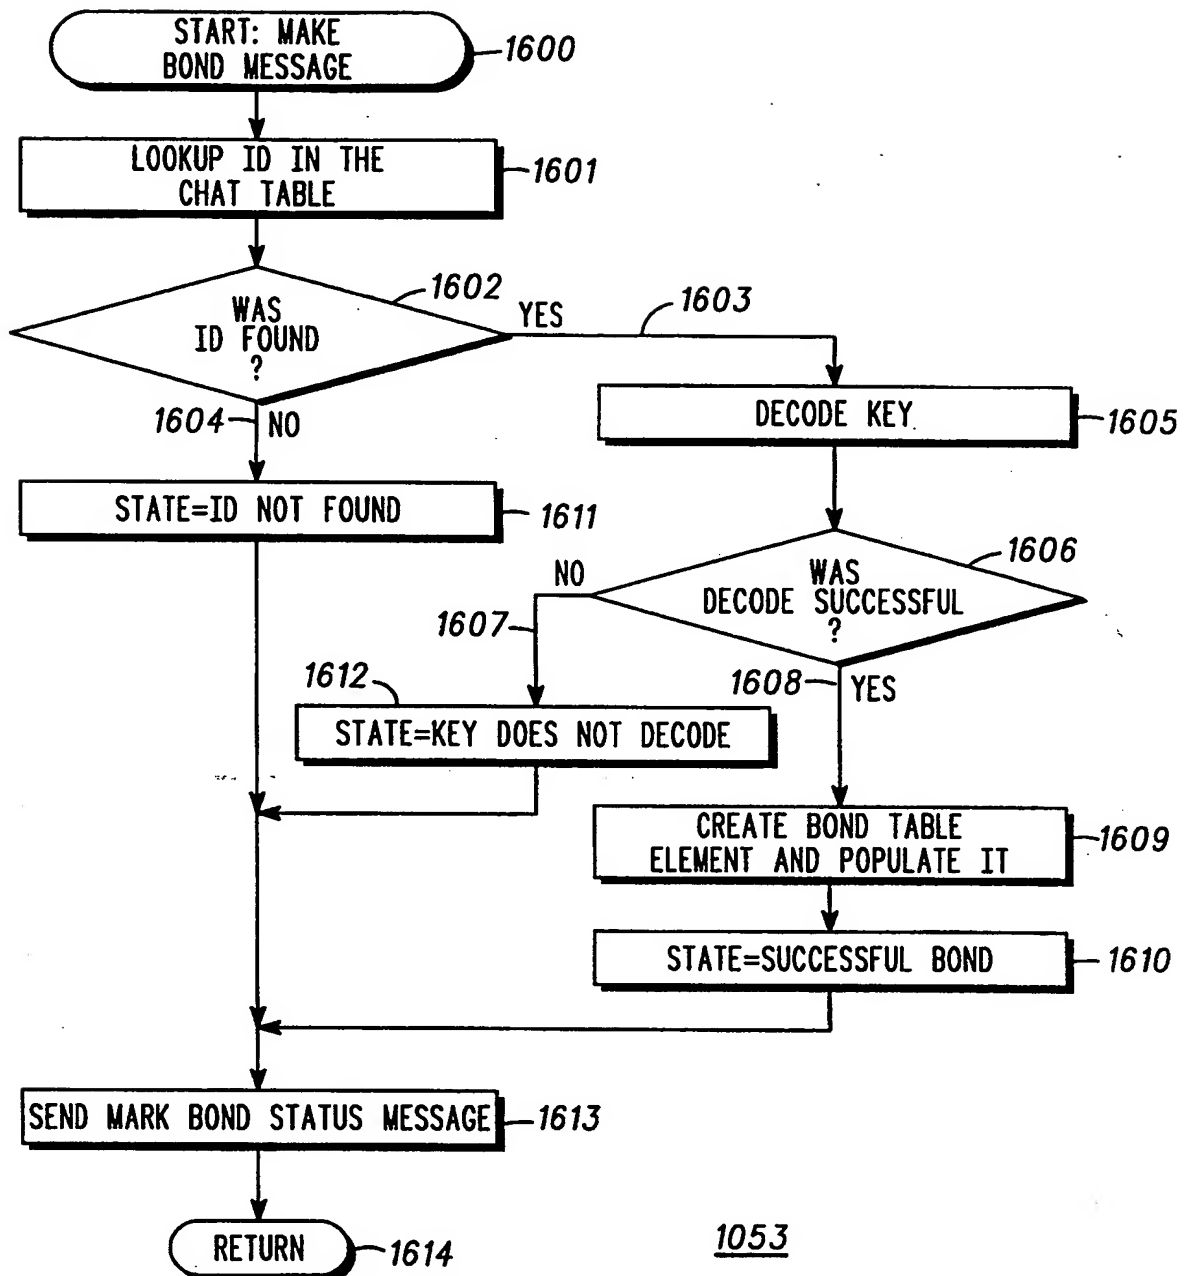 START: MAKE
BOND MESSAGE
1600
LOOKUP ID IN THE
CHAT TABLE
1601
WAS
ID FOUND
?
1602
YES
1603
1604
NO
DECODE KEY
1605
STATE=ID NOT FOUND
1611
WAS
DECODE SUCCESSFUL
?
1606
NO
1607
1608
YES
1612
STATE=KEY DOES NOT DECODE
CREATE BOND TABLE
ELEMENT AND POPULATE IT
1609
STATE=SUCCESSFUL BOND
1610
SEND MARK BOND STATUS MESSAGE
1613
RETURN
1614
1053